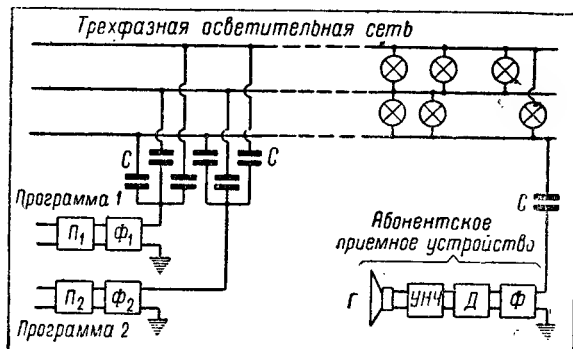 Трехфазная осветительная сеть
С
С
Программа 1
П1
Ф1
П2
Ф2
Программа 2
С
Абонентское
приемное устройство
Г
УНЧ
Д
Ф